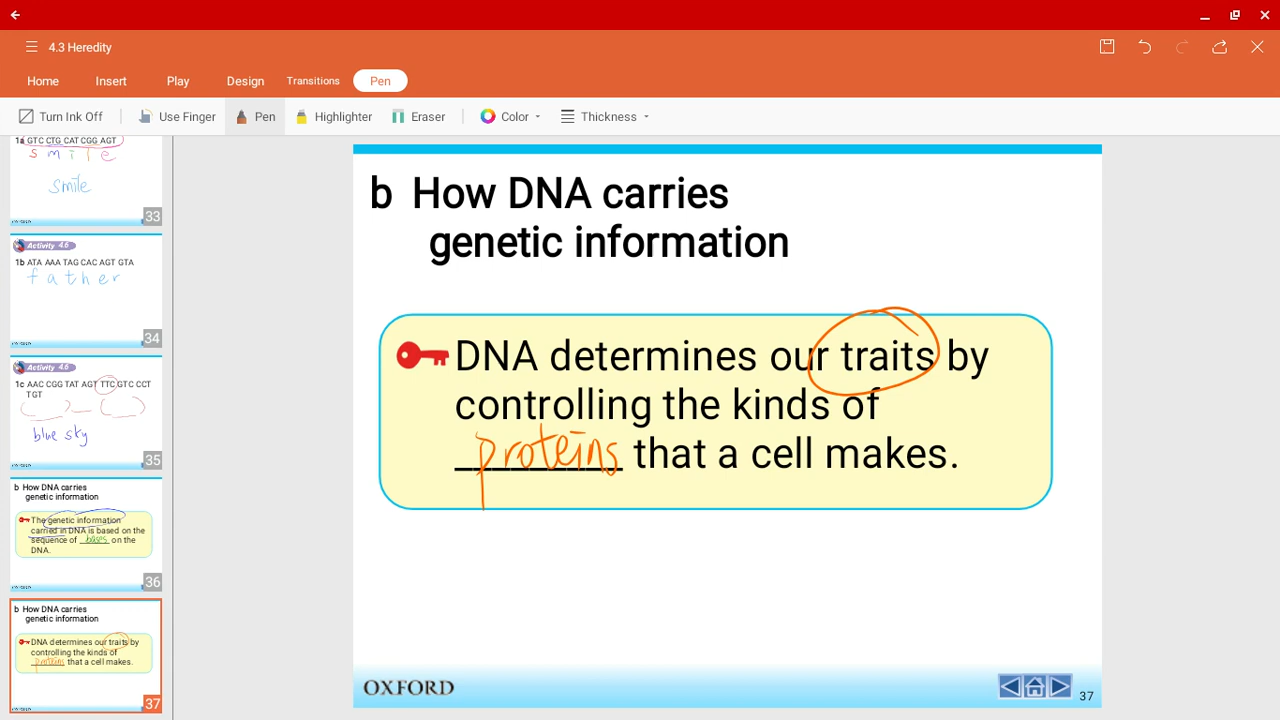 4.3 Heredity
Home Insert Play Design Transitions Pen
Turn Ink Off Use Finger Pen Highlighter Eraser Color Thickness
1a GTC CTG CAT CGG AGT
s m i l e
smile
33
Activity 4.6
1b ATA AAA TAG CAC AGT GTA
f a t h e r
34
Activity 4.6
1c AAC CGG TAT AGT TTC GTC CCT
TGT
blue sky
35
b How DNA carries
genetic information
The genetic information
carried in DNA is based on the
sequence of bases on the
DNA.
36
b How DNA carries
genetic information
DNA determines our traits by
controlling the kinds of
proteins that a cell makes.
37
b How DNA carries
genetic information
DNA determines our traits by
controlling the kinds of
proteins that a cell makes.
OXFORD
37